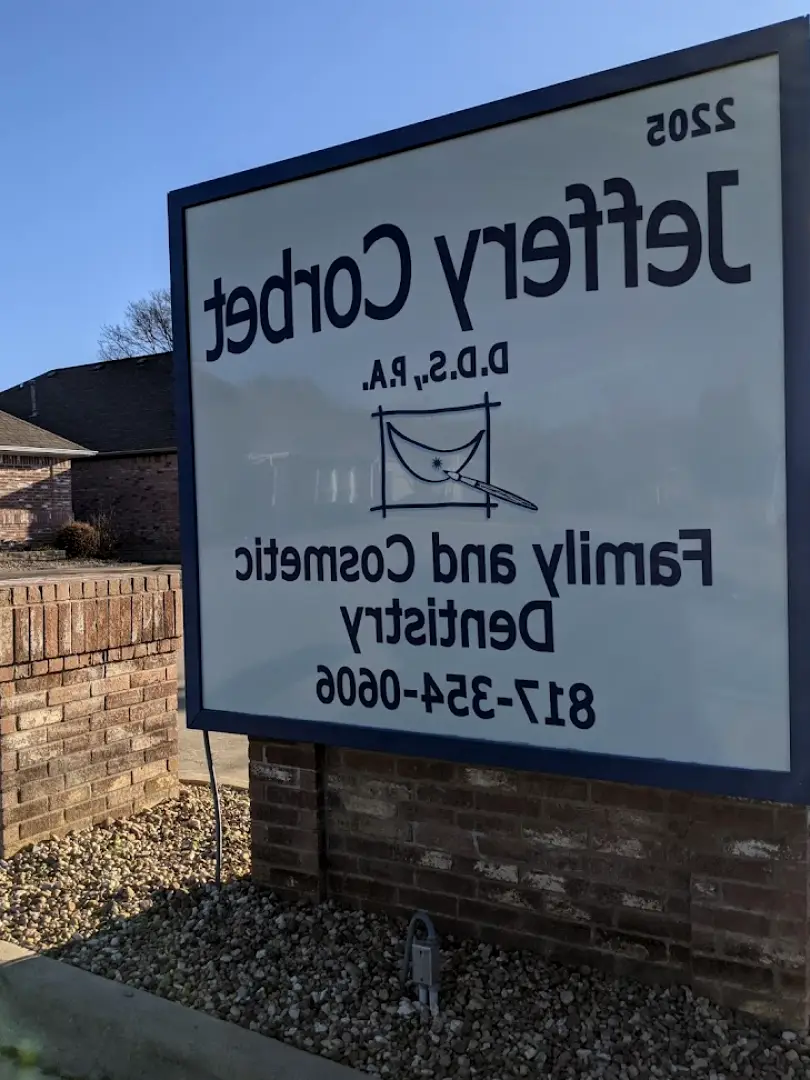 2205
Jeffery Corbet
D.D.S., P.A.
Family and Cosmetic
Dentistry
817-354-0606